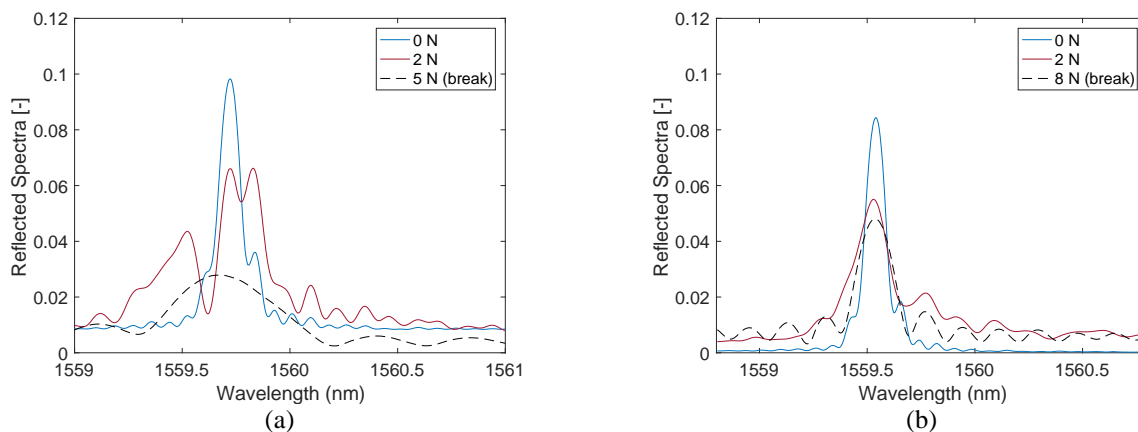 0.12
0.1
0.08
0.06
0.04
0.02
0
Reflected Spectra [-]
0 N
2 N
5 N (break)
1559 1559.5 1560 1560.5 1561
Wavelength (nm)
(a)
0.12
0.1
0.08
0.06
0.04
0.02
0
Reflected Spectra [-]
0 N
2 N
8 N (break)
1559 1559.5 1560 1560.5
Wavelength (nm)
(b)